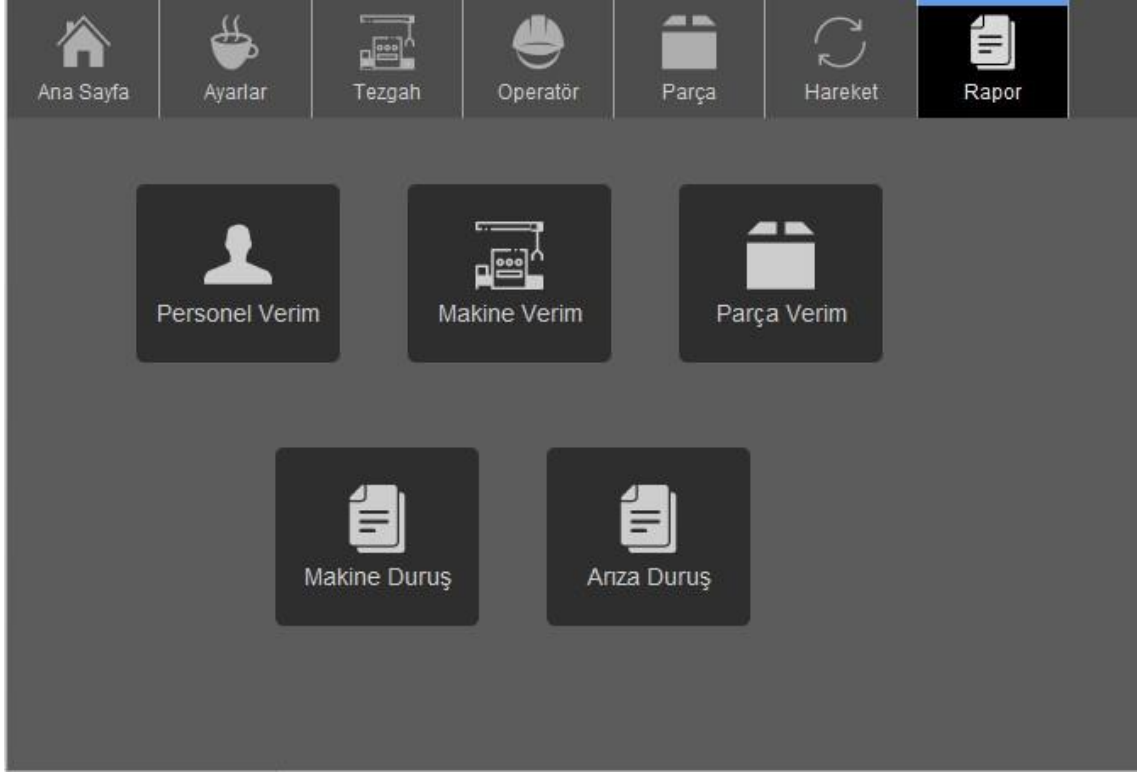 Ana Sayfa
Ayarlar
Tezgah
Operatör
Parça
Hareket
Rapor
Personel Verim
Makine Verim
Parça Verim
Makine Duruş
Arıza Duruş